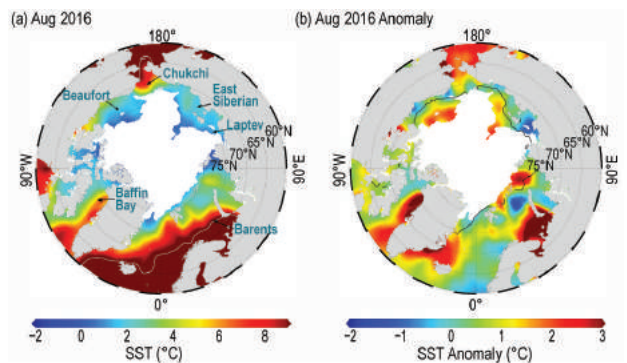 (a) Aug 2016
180°
Chukchi
Beaufort
East
Siberian
Laptev
60°N
65°N
70°N
75°N
90°W
90°E
Baffin
Bay
Barents
0°
−2 0 2 4 6 8
SST (°C)
(b) Aug 2016 Anomaly
180°
60°N
65°N
70°N
75°N
90°W
90°E
0°
−2 −1 0 1 2 3
SST Anomaly (°C)